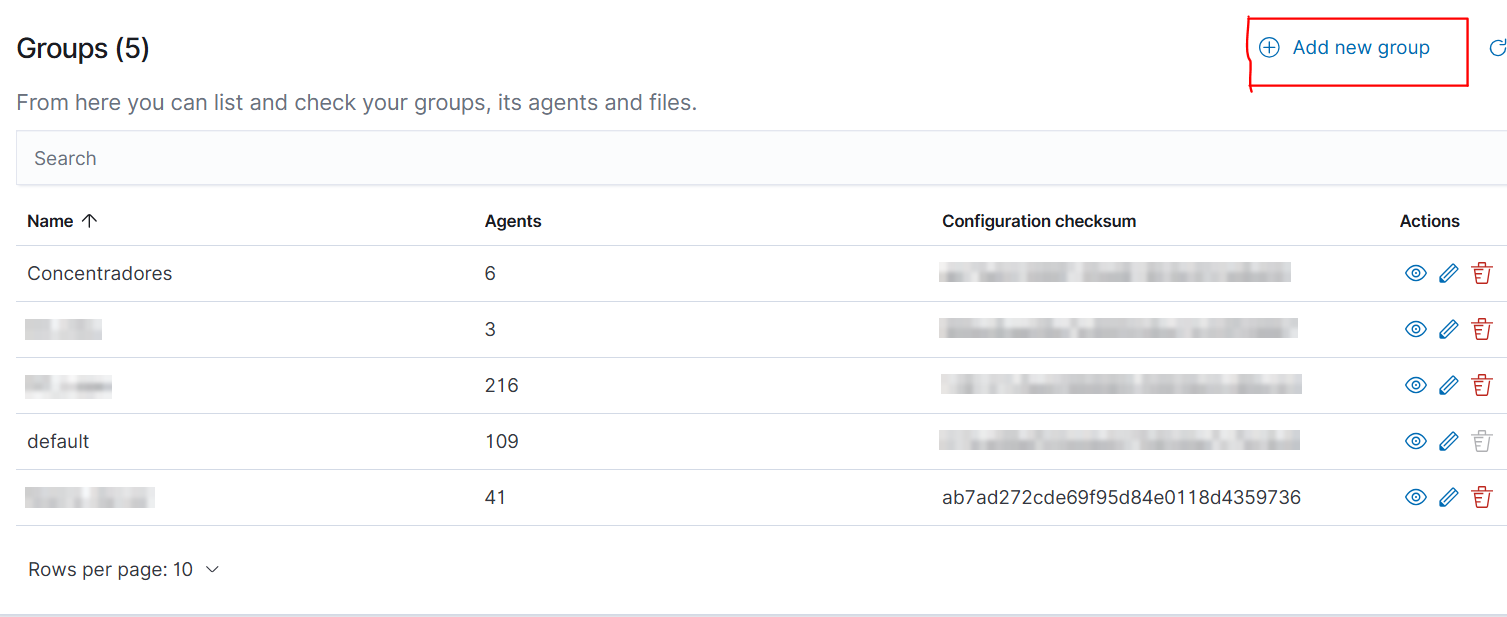 Groups (5)
Add new group
From here you can list and check your groups, its agents and files.
Search
Name Agents Configuration checksum Actions
Concentradores 6
3
216
default 109
41 ab7ad272cde69f95d84e0118d4359736
Rows per page: 10